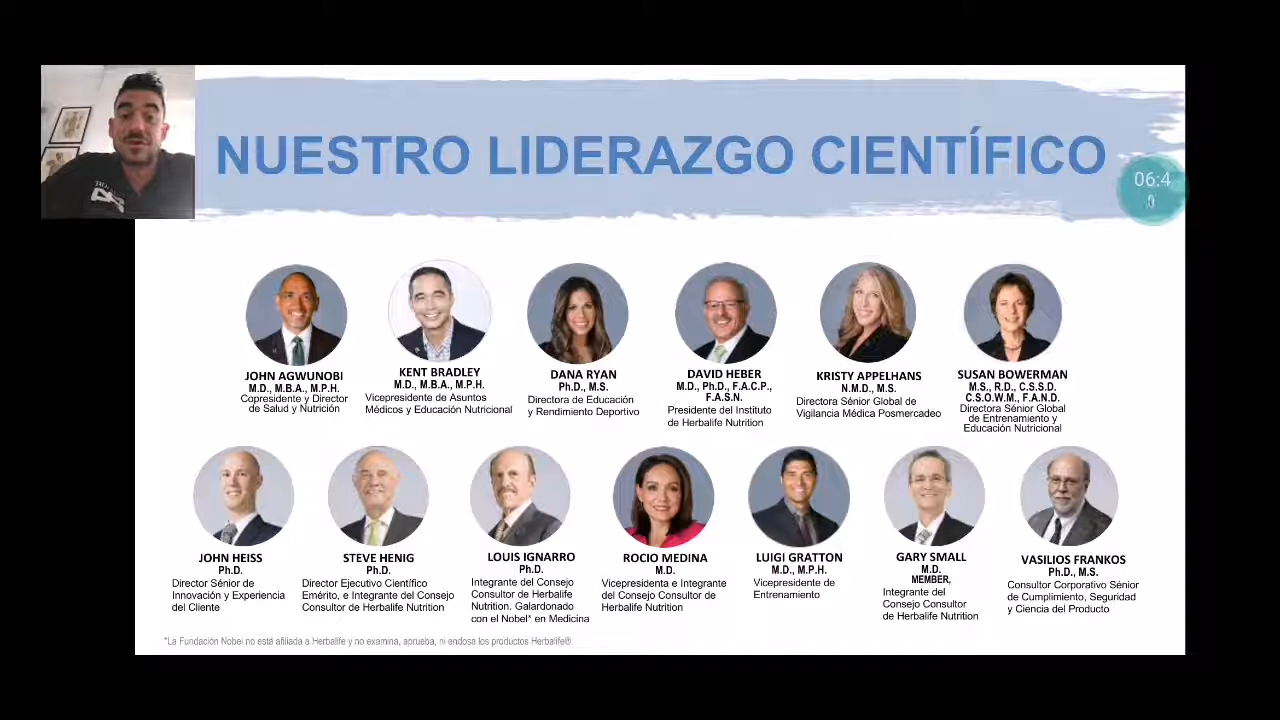 NUESTRO LIDERAZGO CIENTÍFICO
06:4
JOHN AGWUNOBI
M.D., M.B.A., M.P.H.
Copresidente y Director
de Salud y Nutrición
KENT BRADLEY
M.D., M.B.A., M.P.H.
Vicepresidente de Asuntos
Médicos y Educación Nutricional
DANA RYAN
Ph.D., M.S.
Directora de Educación
y Rendimiento Deportivo
DAVID HEBER
M.D., Ph.D., F.A.C.P.,
F.A.S.N.
Presidente del Instituto
de Herbalife Nutrition
KRISTY APPELHANS
N.M.D., M.S.
Directora Sénior Global de
Vigilancia Médica Posmercadeo
SUSAN BOWERMAN
M.S., R.D., C.S.S.D.
C.S.O.W.M., F.A.N.D.
Directora Sénior Global
de Entrenamiento y
Educación Nutricional
JOHN HEISS
Ph.D.
Director Sénior de
Innovación y Experiencia
del Cliente
STEVE HENIG
Ph.D.
Director Ejecutivo Científico
Emérito, e Integrante del Consejo
Consultor de Herbalife Nutrition
LOUIS IGNARRO
Ph.D.
Integrante del Consejo
Consultor de Herbalife
Nutrition. Galardonado
con el Nobel* en Medicina
ROCIO MEDINA
M.D.
Vicepresidenta e Integrante
del Consejo Consultor de
Herbalife Nutrition
LUIGI GRATTON
M.D., M.P.H.
Vicepresidente de
Entrenamiento
GARY SMALL
M.D.
MEMBER,
Integrante del
Consejo Consultor
de Herbalife Nutrition
VASILIOS FRANKOS
Ph.D., M.S.
Consultor Corporativo Sénior
de Cumplimiento, Seguridad
y Ciencia del Producto
*La Fundación Nobel no está afiliada a Herbalife y no examina, aprueba, ni endosa los productos Herbalife®.